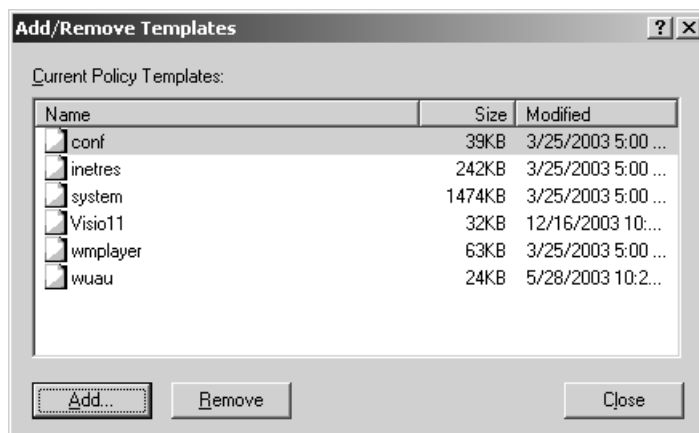 Add/Remove Templates ? X
Current Policy Templates:
Name Size Modified
conf 39KB 3/25/2003 5:00 ...
inetres 242KB 3/25/2003 5:00 ...
system 1474KB 3/25/2003 5:00 ...
Visio11 32KB 12/16/2003 10:...
wmplayer 63KB 3/25/2003 5:00 ...
wuau 24KB 5/28/2003 10:2...
Add... Remove Close